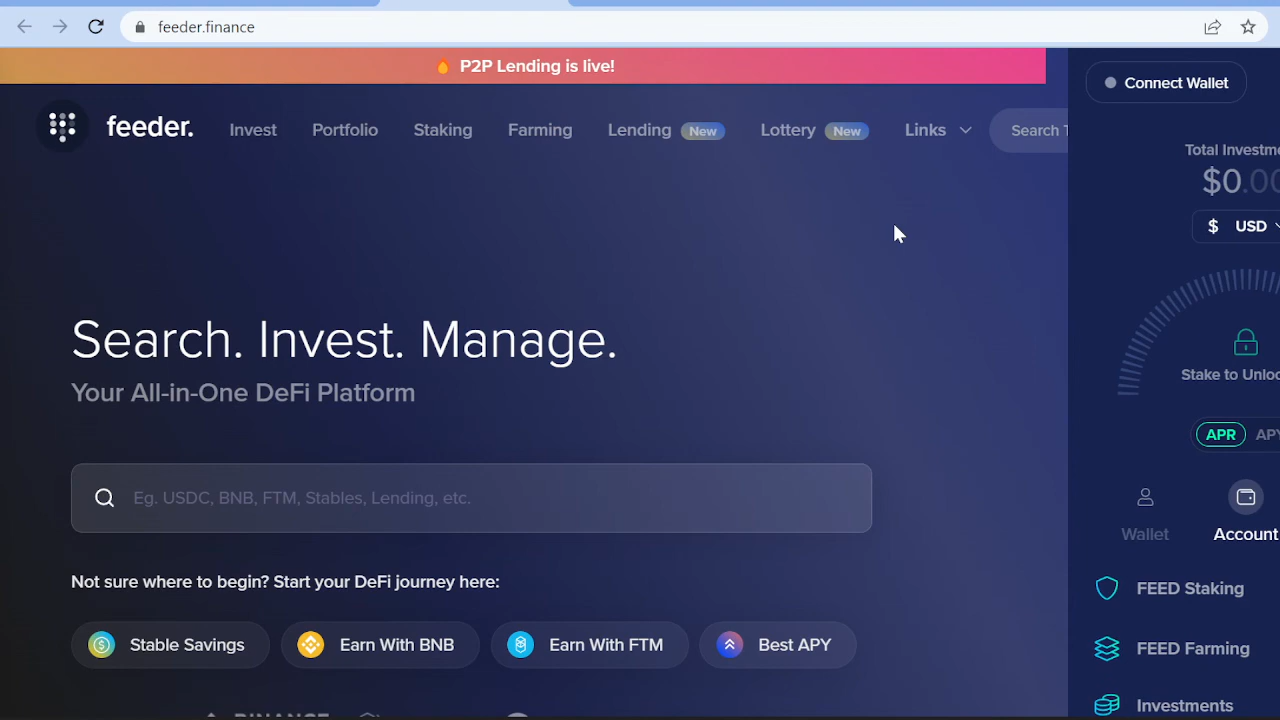 feeder.finance
P2P Lending is live!
Connect Wallet
feeder.
Invest
Portfolio
Staking
Farming
Lending New
Lottery New
Links
Search
Total
$0.00
$ USD
Search. Invest. Manage.
Your All-in-One DeFi Platform
Stake to
APR
Eg. USDC, BNB, FTM, Stables, Lending, etc.
Wallet
Account
Not sure where to begin? Start your DeFi journey here:
FEED Staking
Stable Savings
Earn With BNB
Earn With FTM
Best APY
FEED Farming
Investments
BINANCE